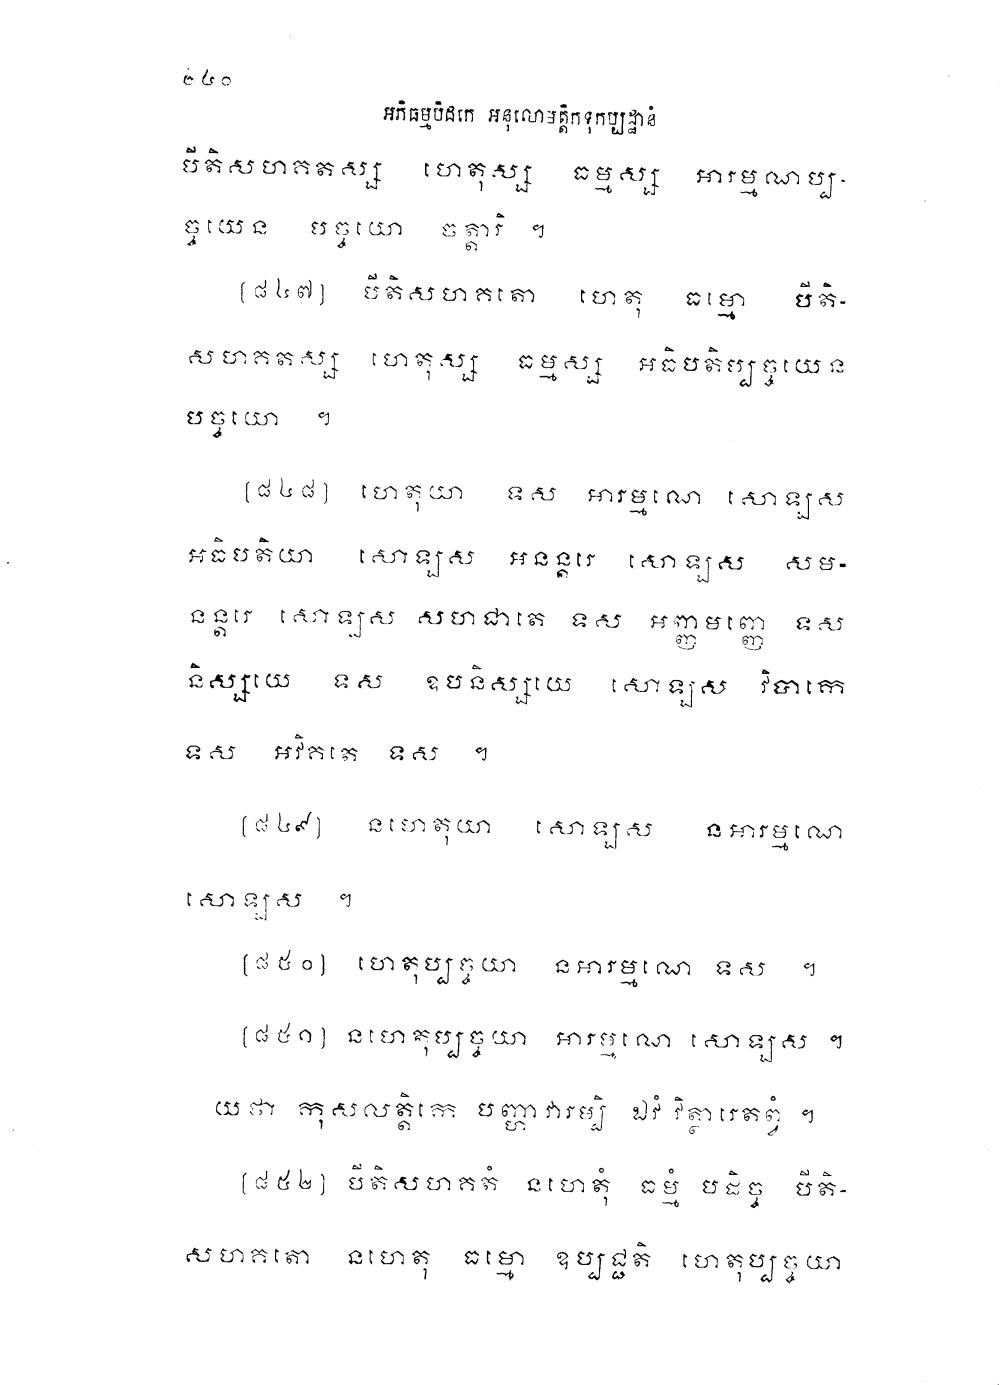 ២៤០
អភិធម្មបិដកេ អនុលោមត្តិកទុកប្បដ្ឋានំ
បីតិសហគតស្ស ហេតុស្ស ធម្មស្ស អារម្មណប្ប-
ច្ចយេន បច្ចយោ ចត្តារិ ។
[៨៤៧] បីតិសហគតោ ហេតុ ធម្មោ បីតិ-
សហគតស្ស ហេតុស្ស ធម្មស្ស អធិបតិប្បច្ចយេន
បច្ចយោ ។
[៨៤៨] ហេតុយា ទស អារម្មណេ សោឡស
អធិបតិយា សោឡស អនន្តរេ សោឡស សម-
នន្តរេ សោឡស សហជាតេ ទស អញ្ញមញ្ញេ ទស
និស្សយេ ទស ឧបនិស្សយេ សោឡស វិបាកេ
ទស អវិគតេ ទស ។
[៨៤៩] នហេតុយា សោឡស នអារម្មណេ
សោឡស ។
[៨៥០] ហេតុប្បច្ចយា នអារម្មណេ ទស ។
[៨៥១] នហេតុប្បច្ចយា អារម្មណេ សោឡស ។
យថា កុសលត្តិកេ បញ្ហាវារម្បិ ឯវំ វិត្ថារេតព្វំ ។
[៨៥២] បីតិសហគតំ នហេតុំ ធម្មំ បដិច្ច បីតិ-
សហគតោ នហេតុ ធម្មោ ឧប្បជ្ជតិ ហេតុប្បច្ចយា